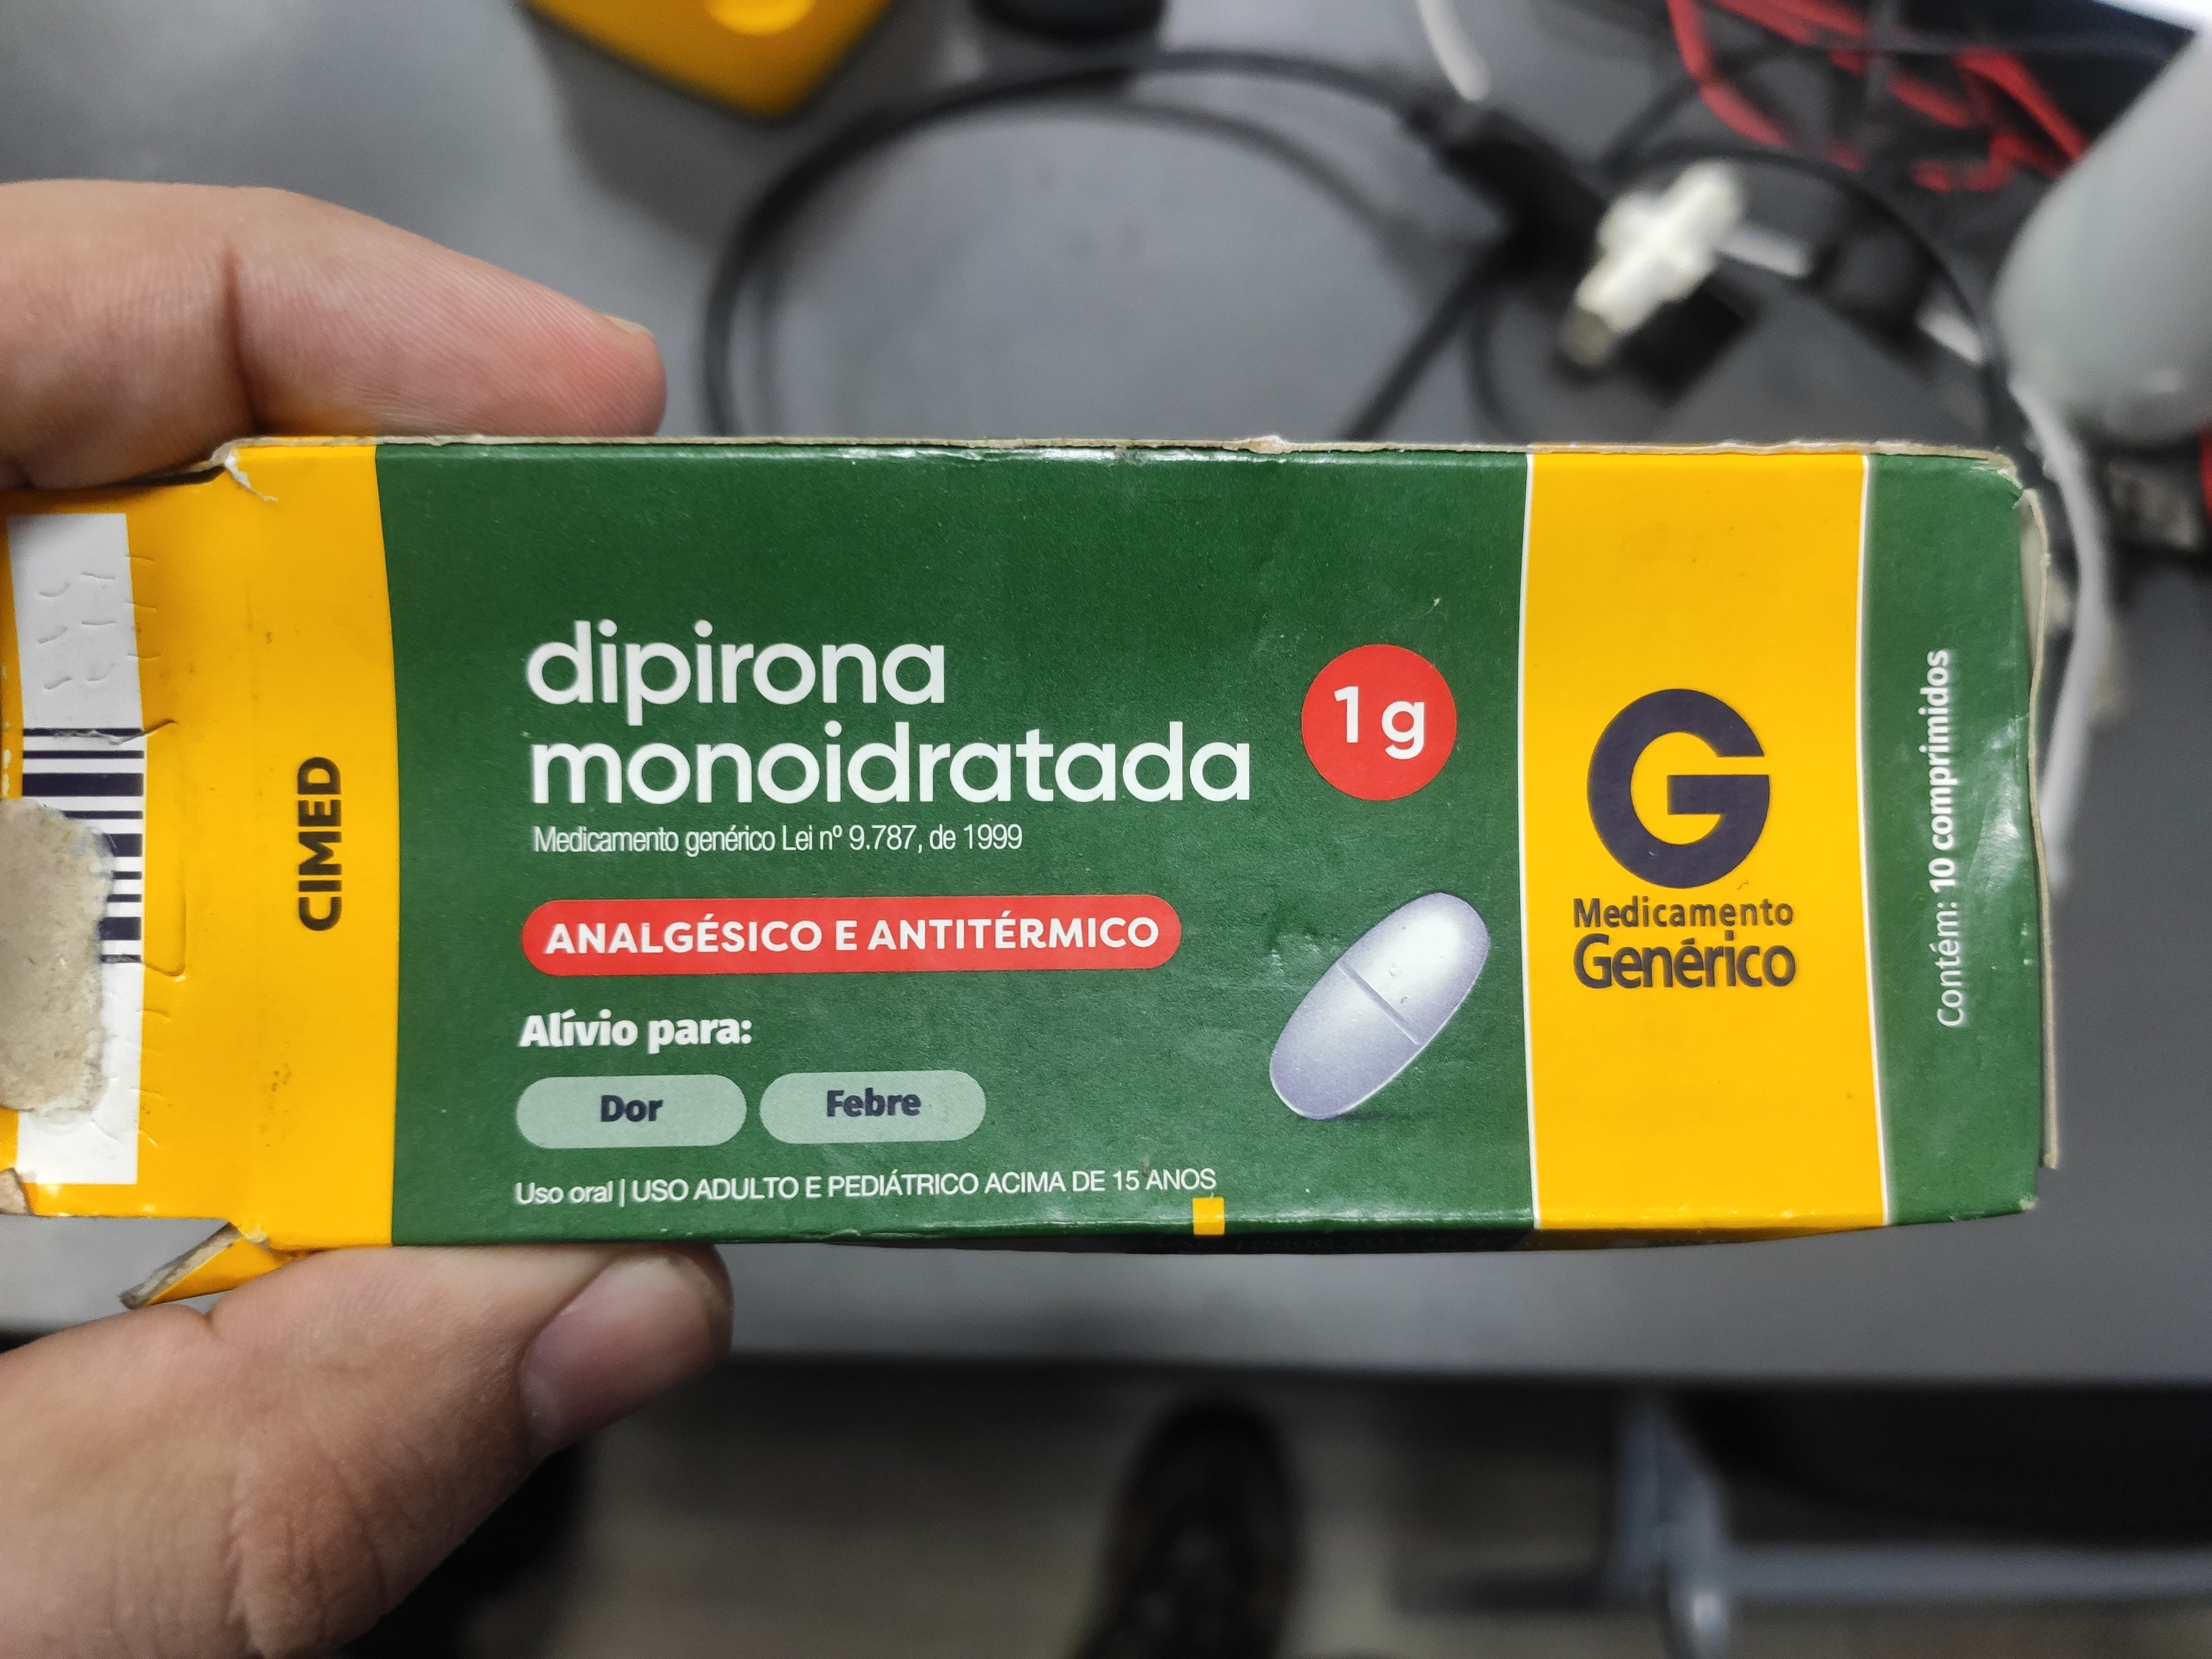 CIMED
dipirona
monoidratada
1 g
Medicamento genérico Lei nº 9.787, de 1999
ANALGÉSICO E ANTITÉRMICO
Alívio para:
Dor
Febre
Uso oral | USO ADULTO E PEDIÁTRICO ACIMA DE 15 ANOS
G
Medicamento
Genérico
Contém: 10 comprimidos